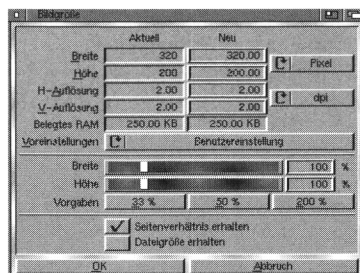 Bildgröße
Aktuell Neu
Breite 320 320.00 Pixel
Höhe 200 200.00
H-Auflösung 2.00 2.00 dpi
V-Auflösung 2.00 2.00
Belegtes RAM 250.00 KB 250.00 KB
Voreinstellungen Benutzereinstellung
Breite 100 %
Höhe 100 %
Vorgaben 33 % 50 % 200 %
Seitenverhältnis erhalten
Dateigröße erhalten
OK Abbruch